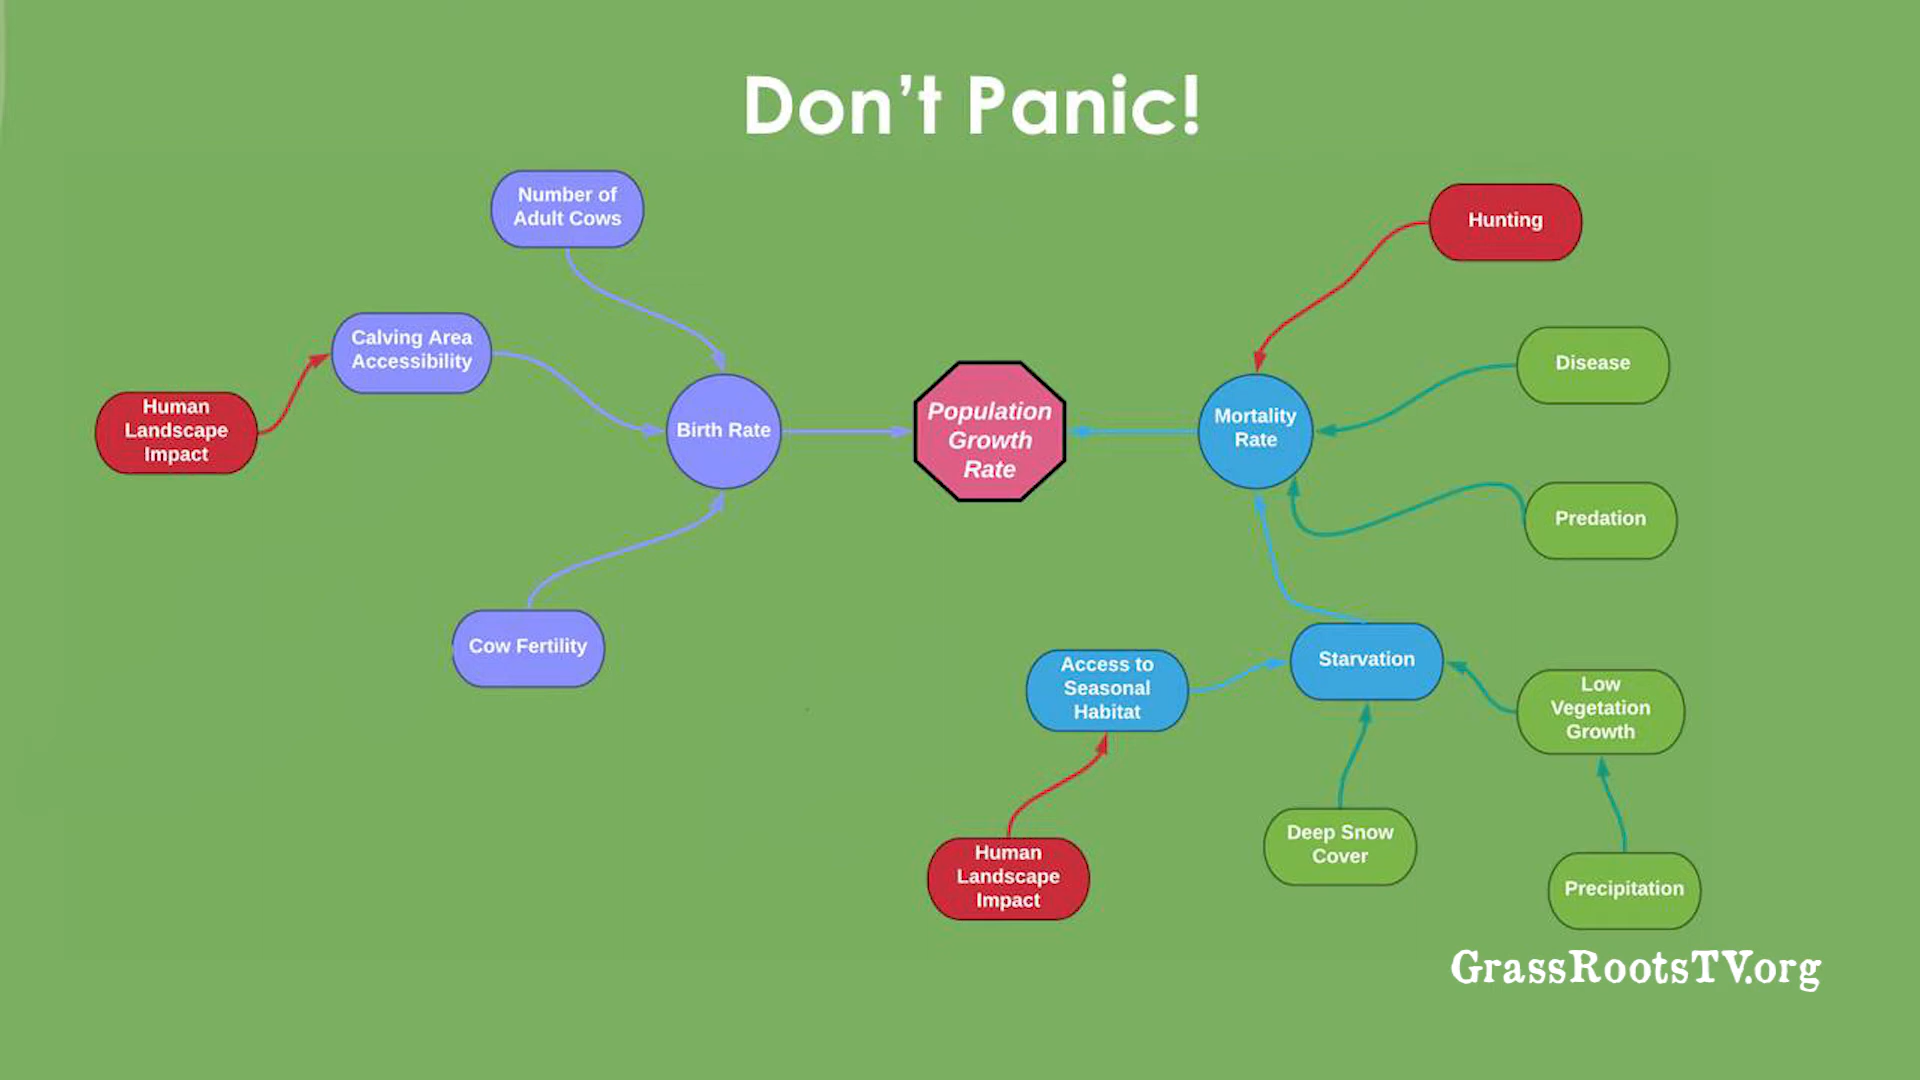 Don't Panic!
Number of
Adult Cows
Hunting
Calving Area
Accessibility
Disease
Human
Landscape
Impact
Birth Rate
Population
Growth
Rate
Mortality
Rate
Predation
Cow Fertility
Access to
Seasonal
Habitat
Starvation
Low
Vegetation
Growth
Human
Landscape
Impact
Deep Snow
Cover
Precipitation
GrassRootsTV.org